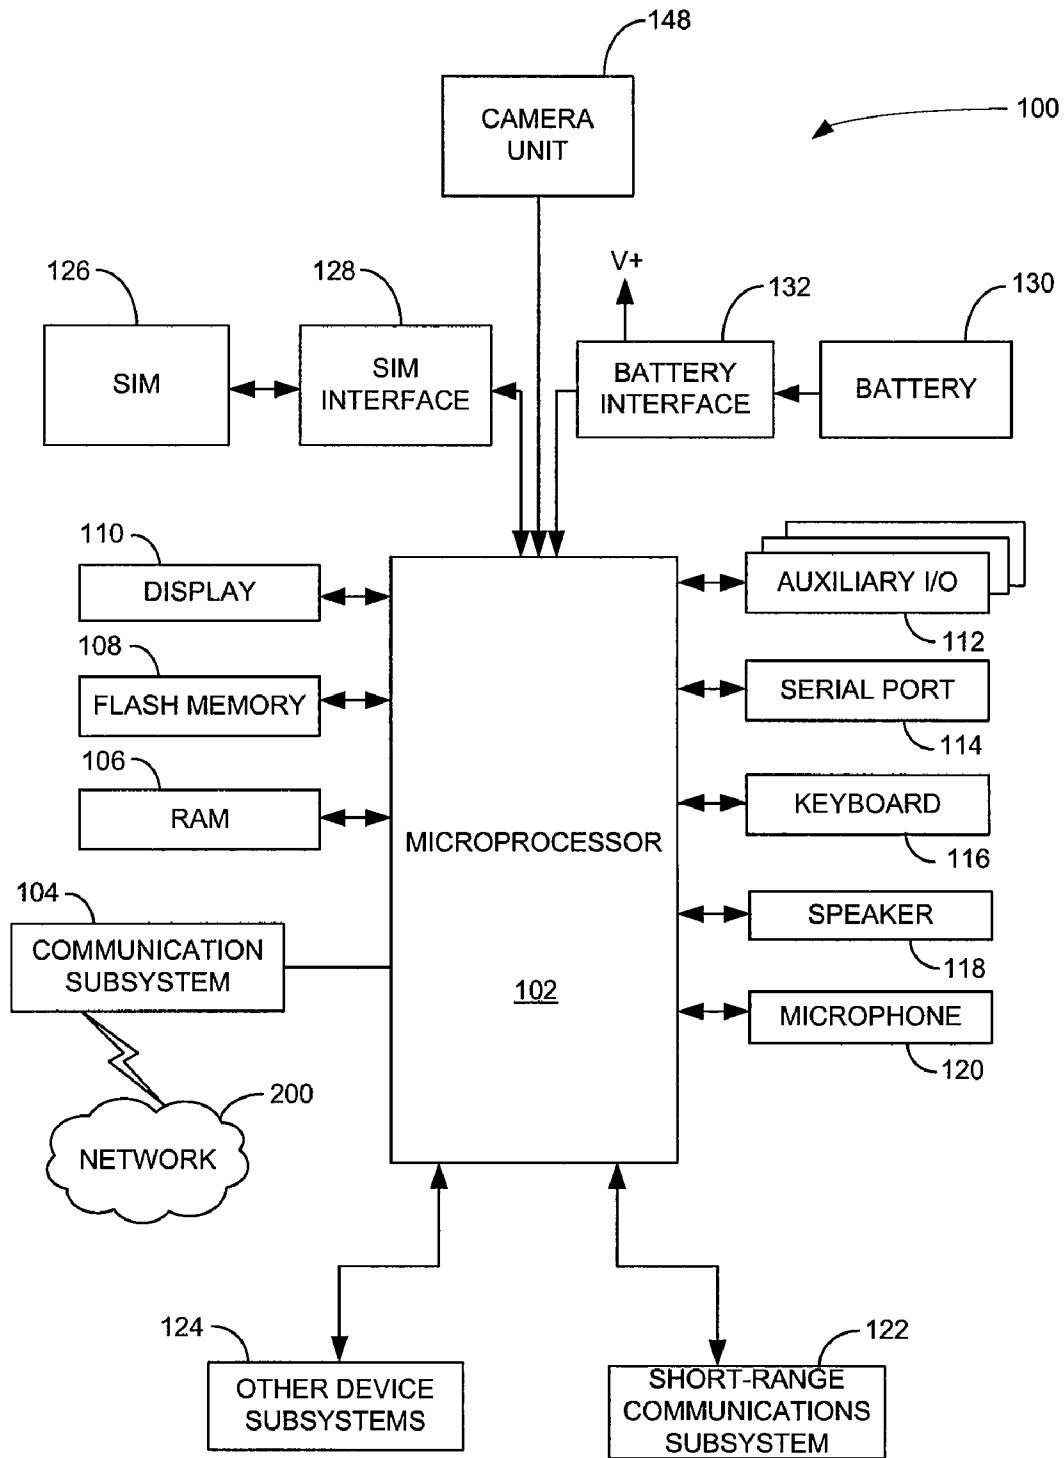 148
CAMERA
UNIT
100
V+
126
128
132
130
SIM
SIM
INTERFACE
BATTERY
INTERFACE
BATTERY
110
DISPLAY
AUXILIARY I/O
112
108
FLASH MEMORY
SERIAL PORT
114
106
RAM
KEYBOARD
116
MICROPROCESSOR
102
104
COMMUNICATION
SUBSYSTEM
SPEAKER
118
MICROPHONE
120
200
NETWORK
124
OTHER DEVICE
SUBSYSTEMS
122
SHORT-RANGE
COMMUNICATIONS
SUBSYSTEM